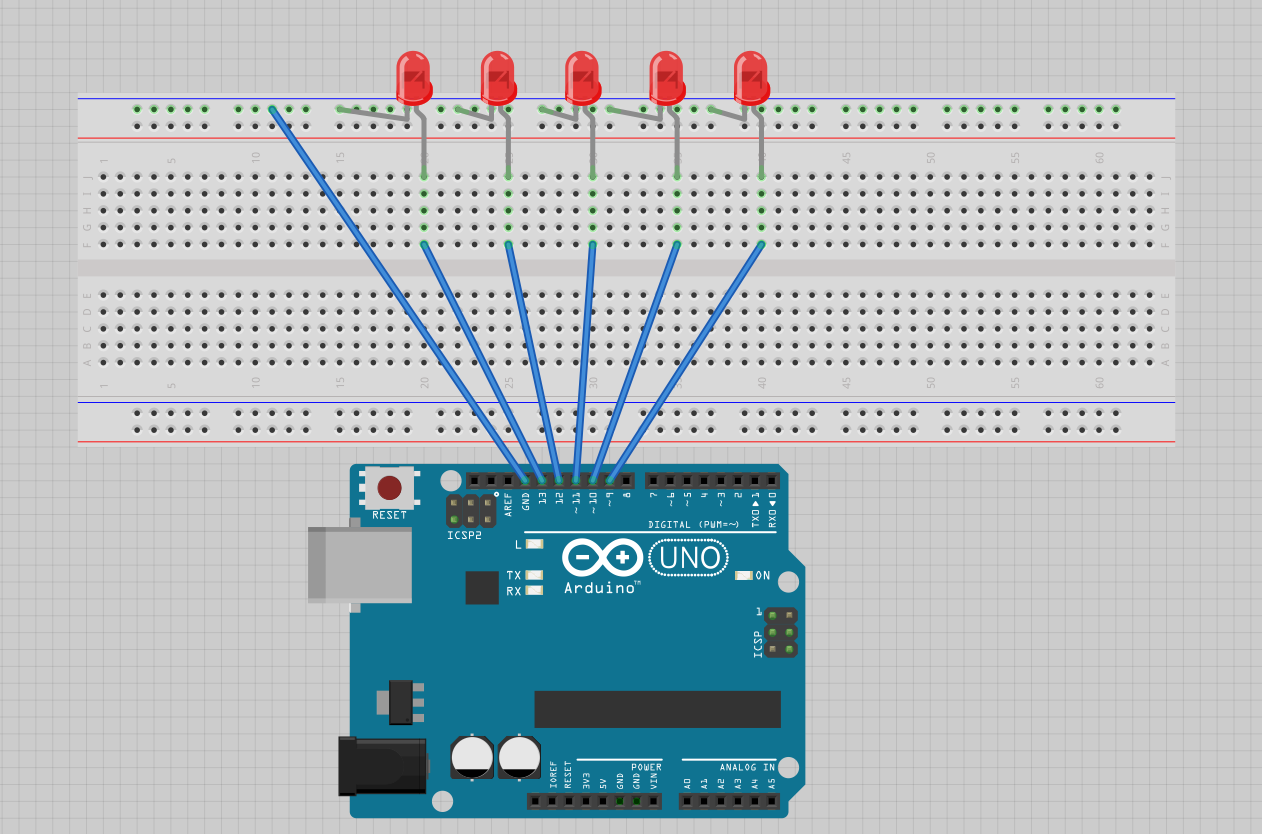 1 5 10 15 20 25 30 35 40 45 50 55 60
J J
I I
H H
G G
F F
E E
D D
C C
B B
A A
1 5 10 15 20 25 30 35 40 45 50 55 60
RESET
ICSP2
AREF
GND
13
12
~11
~10
~9
8
7
~6
~5
4
~3
2
TX0▶1
RX0◀0
DIGITAL (PWM=~)
L
TX
RX
UNO
Arduino™
ON
1
ICSP
IOREF
RESET
3V3
5V
GND
GND
VIN
POWER
ANALOG IN
A0
A1
A2
A3
A4
A5